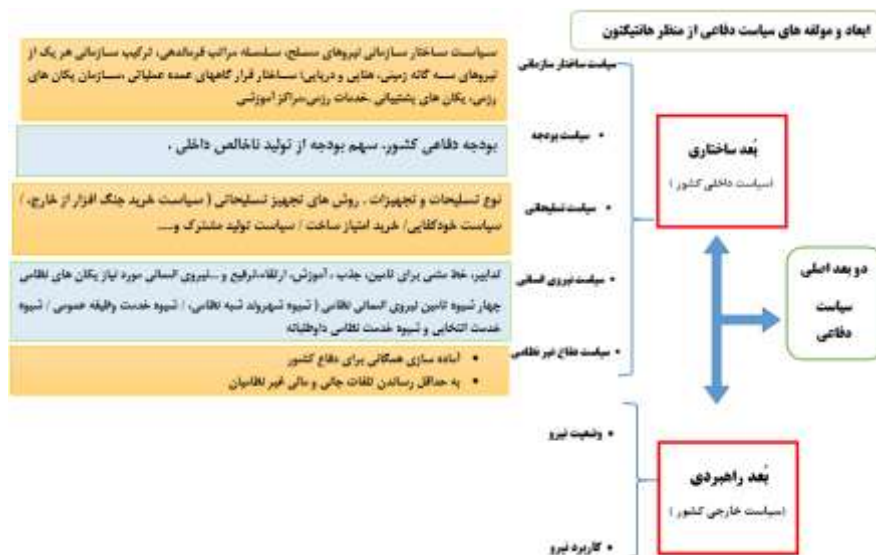 ابعاد و مولفه های سیاست دفاعی از منظر هانتیگتون
دو بعد اصلی
سیاست
دفاعی
بُعد ساختاری
(سیاست داخلی کشور)
سیاست ساختار سازمانی
سیاست ساختار سازمانی نیروهای مسلح، سلسله مراتب فرماندهی، ترکیب سازمانی هر یک از
نیروهای سه گانه زمینی، هوایی و دریایی؛ ساختار قرار گاههای عمده عملیاتی، سازمان یکان های
رزمی، یکان های پشتیبانی، خدمات رزمی، مراکز آموزشی
• سیاست بودجه
بودجه دفاعی کشور، سهم بودجه از تولید ناخالص داخلی .
• سیاست تسلیحاتی
نوع تسلیحات و تجهیزات . روش های تجهیز تسلیحاتی ( سیاست خرید جنگ افزار از خارج، /
سیاست خودکفایی/ خرید امتیاز ساخت / سیاست تولید مشترک و....
• سیاست نیروی انسانی
تدابیر، خط مشی برای تامین، جذب ، آموزش، ارتقاء،ترفیع و ...نیروی انسانی مورد نیاز یکان های نظامی
چهار شیوه تامین نیروی انسانی نظامی ( شیوه شهروند شبه نظامی، / شیوه خدمت وظیفه عمومی / شیوه
خدمت انتخابی و شیوه خدمت نظامی داوطلبانه
• سیاست دفاع غیر نظامی
• آماده سازی همگانی برای دفاع کشور
• به حداقل رساندن تلفات جانی و مالی غیر نظامیان
بُعد راهبردی
(سیاست خارجی کشور )
• وضعیت نیرو
• کاربرد نیرو